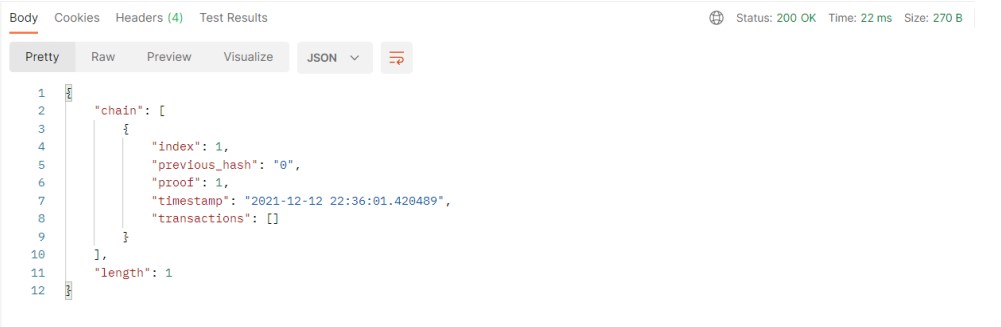 Body Cookies Headers (4) Test Results Status: 200 OK Time: 22 ms Size: 270 B
Pretty Raw Preview Visualize JSON
1 {
2 "chain": [
3 {
4 "index": 1,
5 "previous_hash": "0",
6 "proof": 1,
7 "timestamp": "2021-12-12 22:36:01.420489",
8 "transactions": []
9 }
10 ],
11 "length": 1
12 }